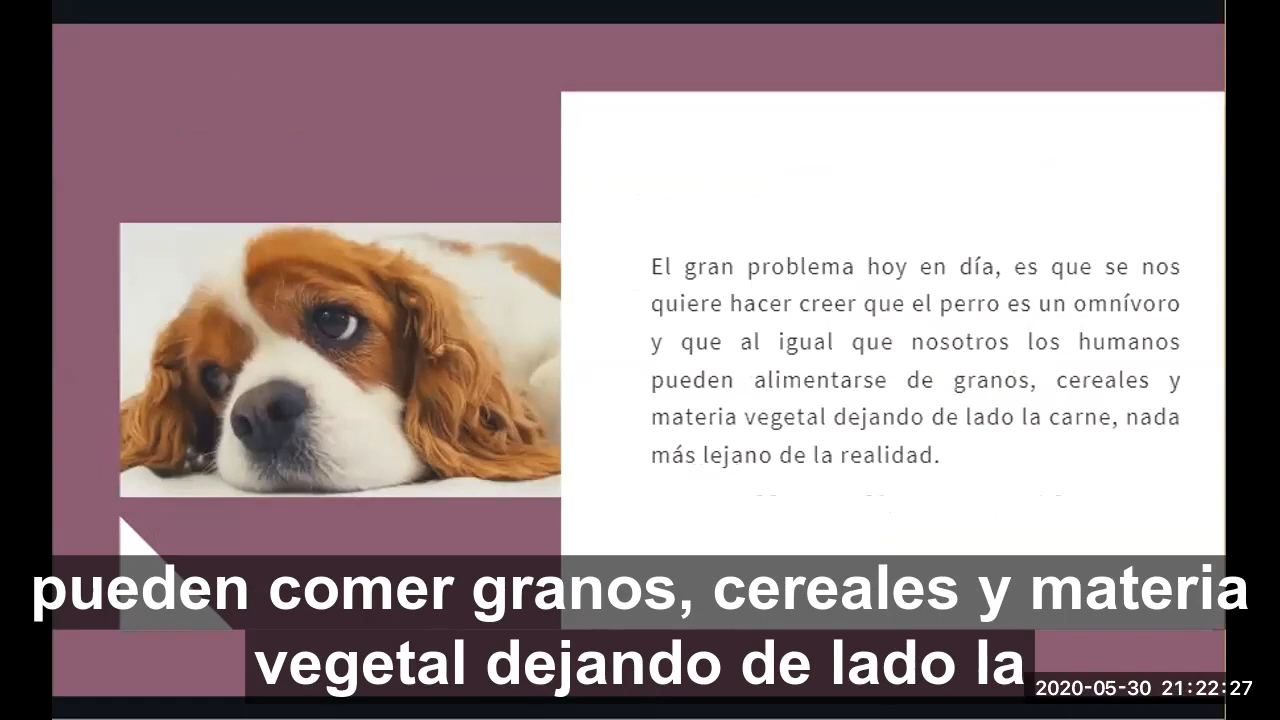 El gran problema hoy en día, es que se nos
quiere hacer creer que el perro es un omnívoro
y que al igual que nosotros los humanos
pueden alimentarse de granos, cereales y
materia vegetal dejando de lado la carne, nada
más lejano de la realidad.
pueden comer granos, cereales y materia
vegetal dejando de lado la
2020-05-30 21:22:27